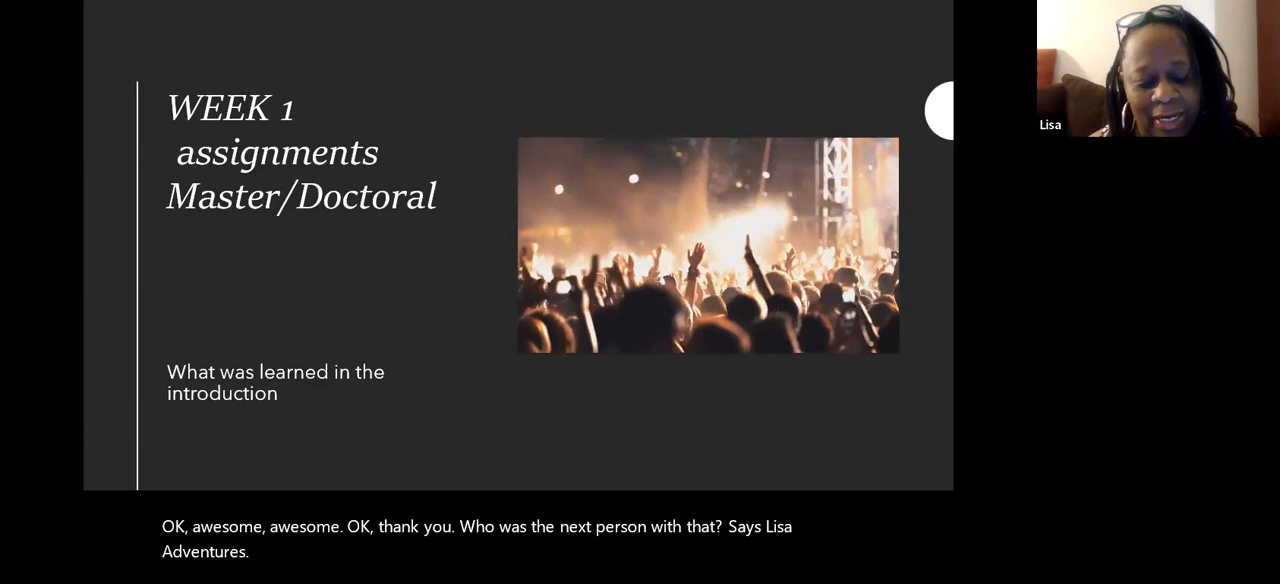 WEEK 1
assignments
Master/Doctoral
What was learned in the
introduction
Lisa
OK, awesome, awesome. OK, thank you. Who was the next person with that? Says Lisa
Adventures.